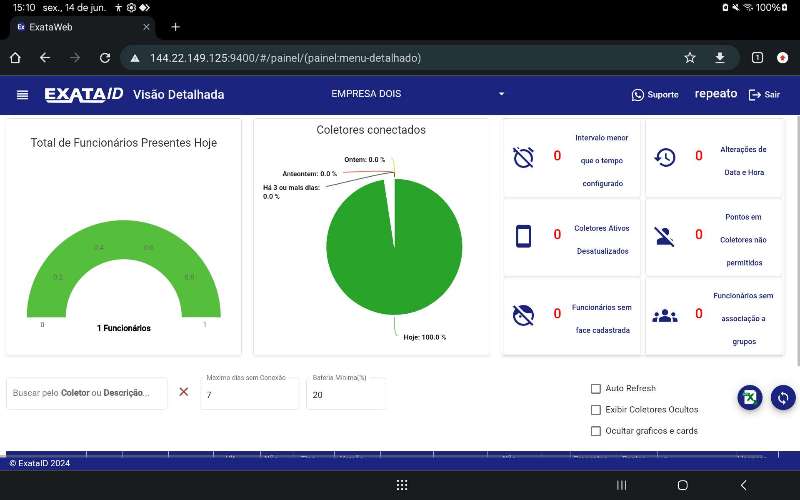 15:10 sex., 14 de jun.
100%
Ex ExataWeb
144.22.149.125:9400/#/painel/(painel:menu-detalhado)
1
EXATAID Visão Detalhada
EMPRESA DOIS
Suporte
repeato
Sair
Total de Funcionários Presentes Hoje
0.2
0.4
0.6
0.8
0
1 Funcionários
1
Coletores conectados
Ontem: 0.0 %
Anteontem: 0.0 %
Há 3 ou mais dias:
0.0 %
Hoje: 100.0 %
0
Intervalo menor
que o tempo
configurado
0
Alterações de
Data e Hora
0
Coletores Ativos
Desatualizados
0
Pontos em
Coletores não
permitidos
0
Funcionários sem
face cadastrada
0
Funcionários sem
associação a
grupos
Buscar pelo Coletor ou Descrição...
Máximo dias sem Conexão
7
Bateria Mínima(%)
20
Auto Refresh
Exibir Coletores Ocultos
Ocultar graficos e cards
© ExataID 2024